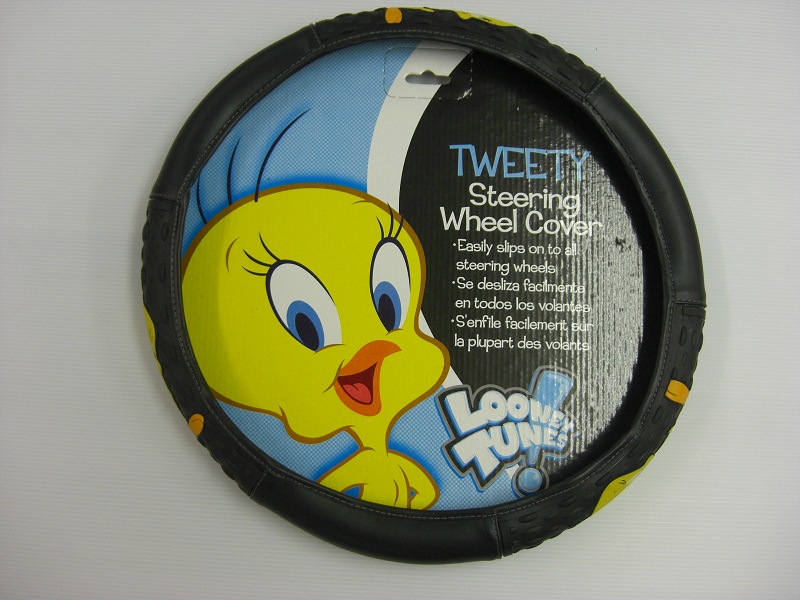 TWEETY
Steering
Wheel Cover
·Easily slips on to all
steering wheels
·Se desliza facilmente
en todos los volantes
·S'enfile facilement sur
la plupart des volants
LOONEY
TUNES
!